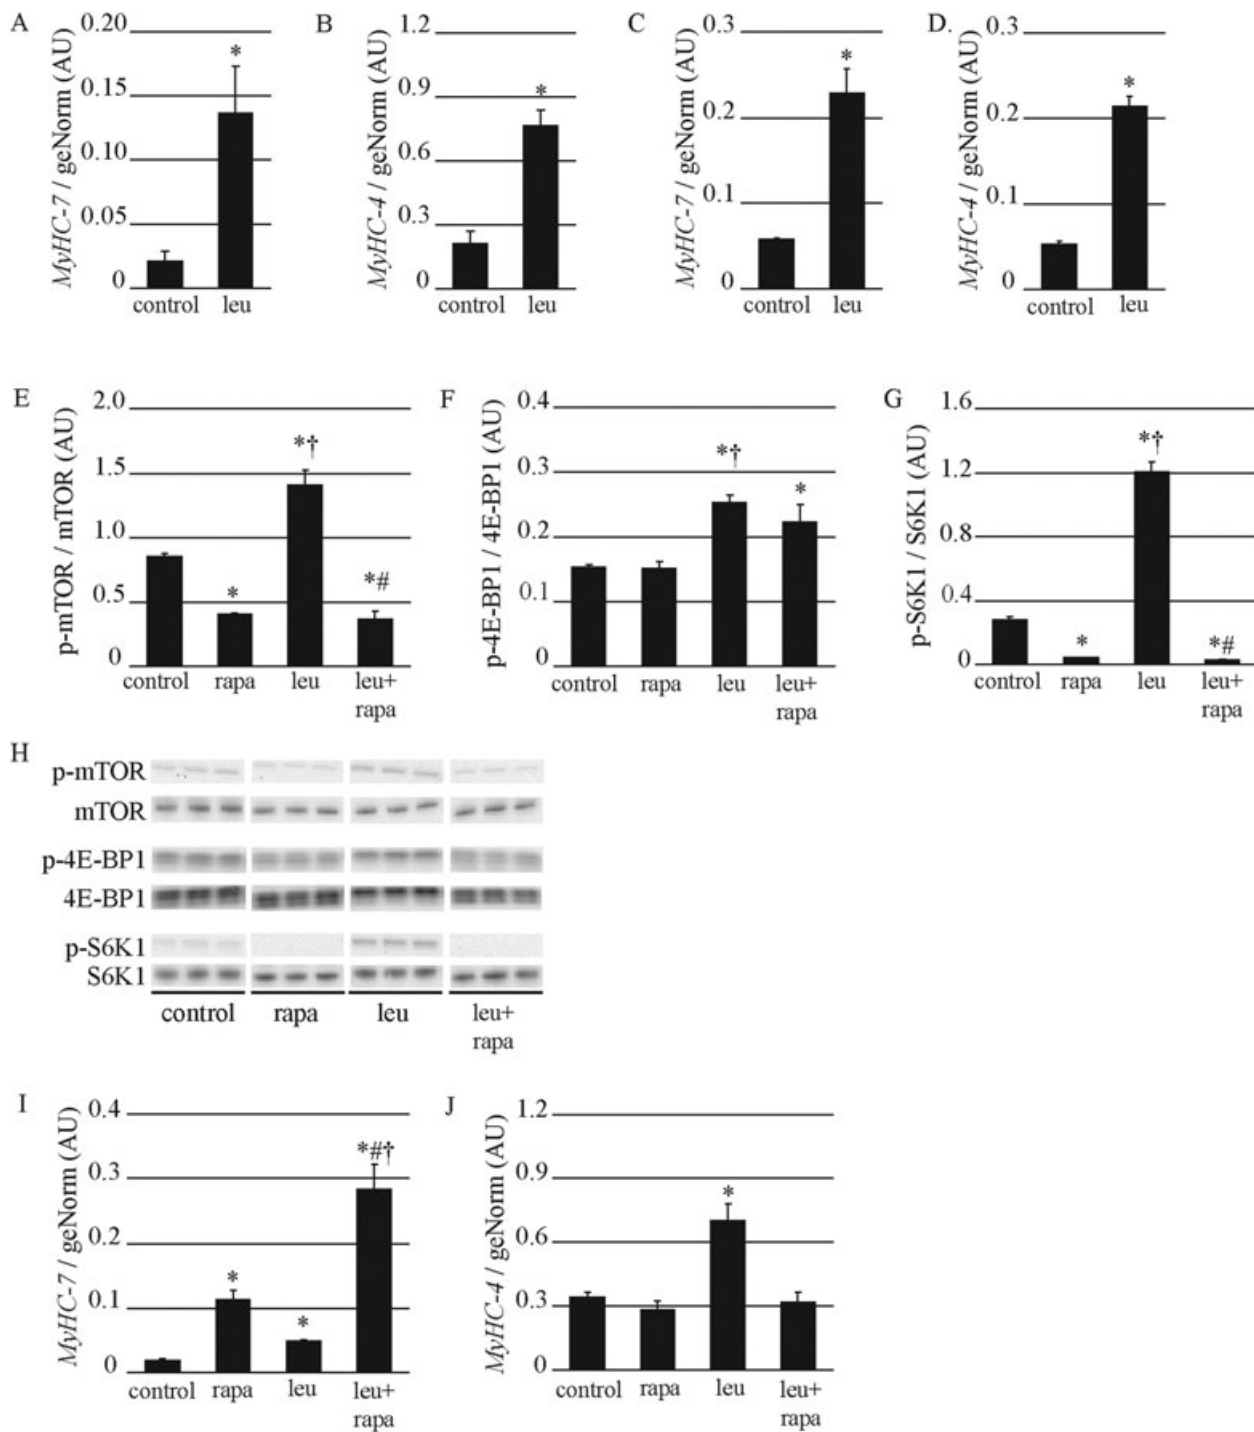 A
MyHC-7 / geNorm (AU)
0.20
0.15
0.10
0.05
0
*
control leu
B
MyHC-4 / geNorm (AU)
1.2
0.9
0.6
0.3
0
*
control leu
C
MyHC-7 / geNorm (AU)
0.3
0.2
0.1
0
*
control leu
D.
MyHC-4 / geNorm (AU)
0.3
0.2
0.1
0
*
control leu
E
p-mTOR / mTOR (AU)
2.0
1.5
1.0
0.5
0
*
*†
*#
control rapa leu leu+
rapa
F
p-4E-BP1 / 4E-BP1 (AU)
0.4
0.3
0.2
0.1
0
*†
*
control rapa leu leu+
rapa
G
p-S6K1 / S6K1 (AU)
1.6
1.2
0.8
0.4
0
*
*†
*#
control rapa leu leu+
rapa
H
p-mTOR
mTOR
p-4E-BP1
4E-BP1
p-S6K1
S6K1
control rapa leu leu+
rapa
I
MyHC-7 / geNorm (AU)
0.4
0.3
0.2
0.1
0
*
*
*#†
control rapa leu leu+
rapa
J
MyHC-4 / geNorm (AU)
1.2
0.9
0.6
0.3
0
*
control rapa leu leu+
rapa